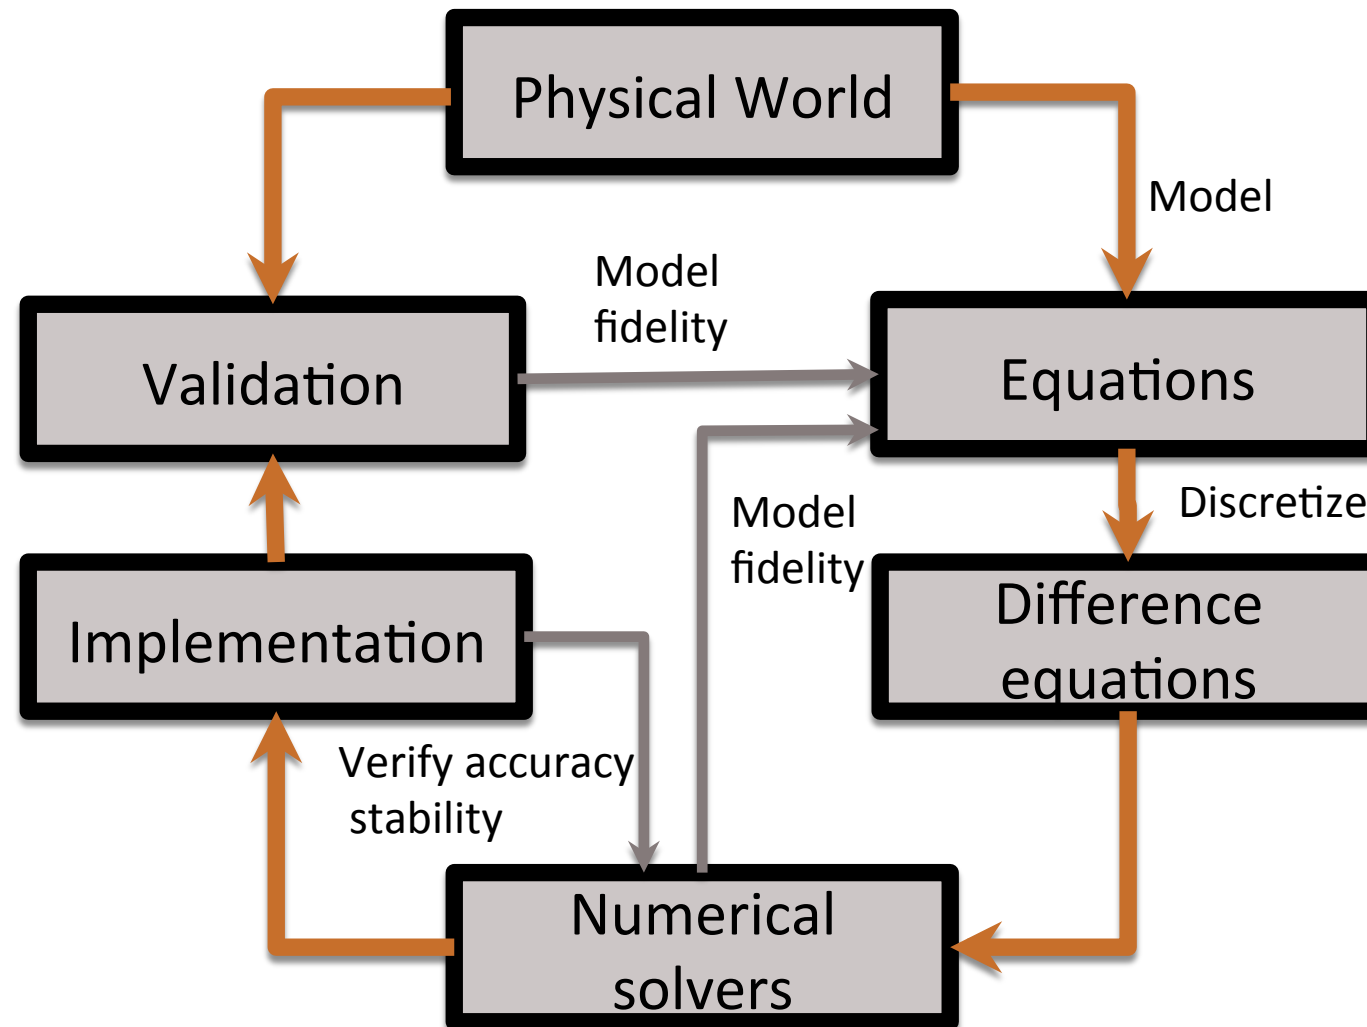 Physical World
Model
Model
fidelity
Validation
Equations
Model
fidelity
Discretize
Implementation
Difference
equations
Verify accuracy
stability
Numerical
solvers